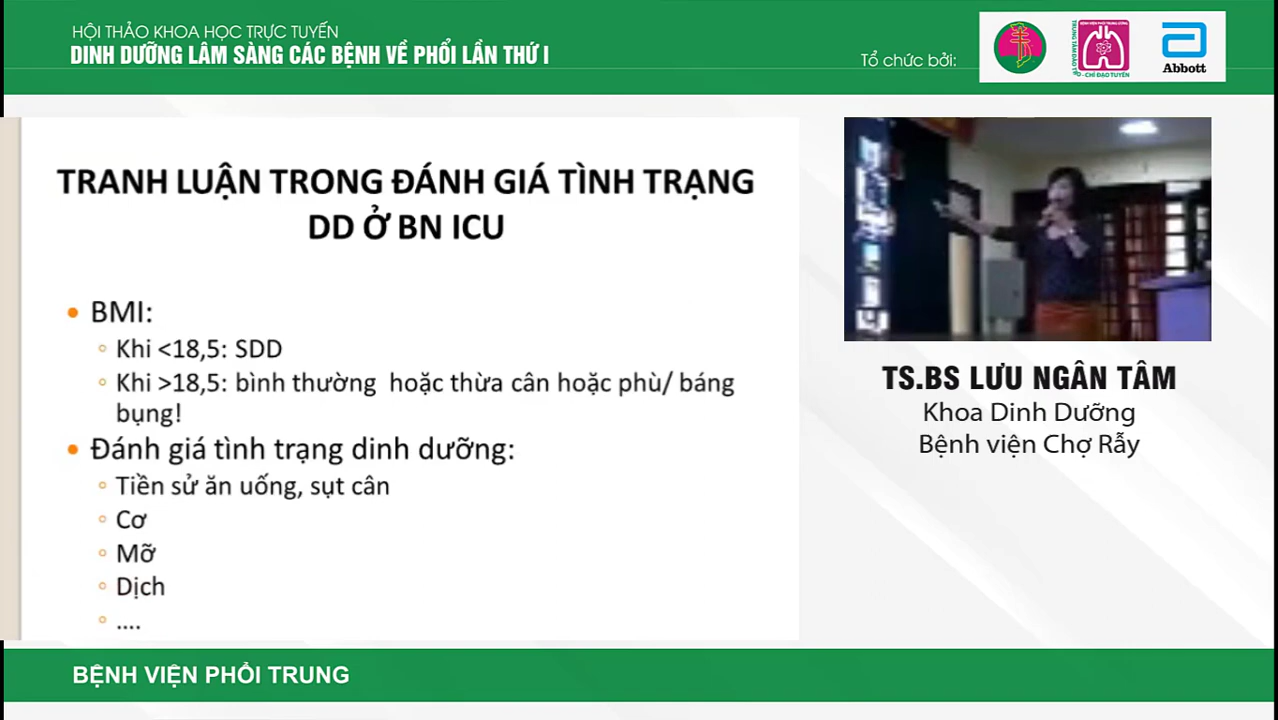 HỘI THẢO KHOA HỌC TRỰC TUYẾN
DINH DƯỠNG LÂM SÀNG CÁC BỆNH VỀ PHỔI LẦN THỨ I
Tổ chức bởi:
Abbott
TRANH LUẬN TRONG ĐÁNH GIÁ TÌNH TRẠNG
DD Ở BN ICU
BMI:
Khi <18,5: SDD
Khi >18,5: bình thường hoặc thừa cân hoặc phù/ báng
bụng!
Đánh giá tình trạng dinh dưỡng:
Tiền sử ăn uống, sụt cân
Cơ
Mỡ
Dịch
....
TS.BS LƯU NGÂN TÂM
Khoa Dinh Dưỡng
Bệnh viện Chợ Rẫy
BỆNH VIỆN PHỔI TRUNG